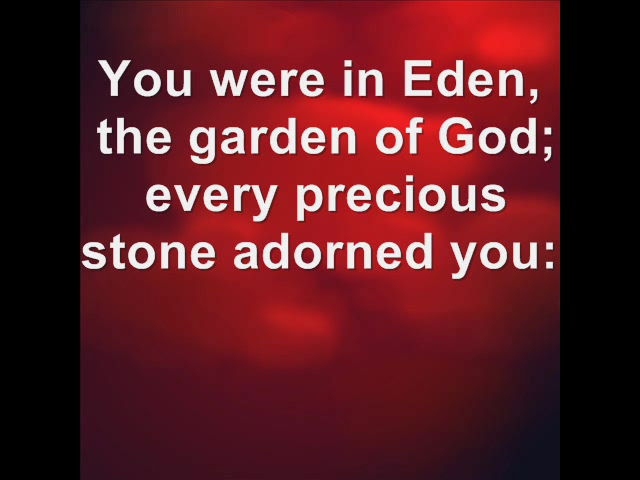 You were in Eden,
the garden of God;
every precious
stone adorned you: